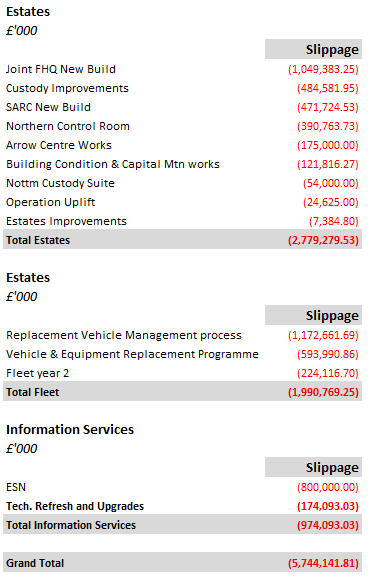 Estates
£'000
Slippage
Joint FHQ New Build (1,049,383.25)
Custody Improvements (484,581.95)
SARC New Build (471,724.53)
Northern Control Room (390,763.73)
Arrow Centre Works (175,000.00)
Building Condition & Capital Mtn works (121,816.27)
Nottm Custody Suite (54,000.00)
Operation Uplift (24,625.00)
Estates Improvements (7,384.80)
Total Estates (2,779,279.53)
Estates
£'000
Slippage
Replacement Vehicle Management process (1,172,661.69)
Vehicle & Equipment Replacement Programme (593,990.86)
Fleet year 2 (224,116.70)
Total Fleet (1,990,769.25)
Information Services
£'000
Slippage
ESN (800,000.00)
Tech. Refresh and Upgrades (174,093.03)
Total Information Services (974,093.03)
Grand Total (5,744,141.81)